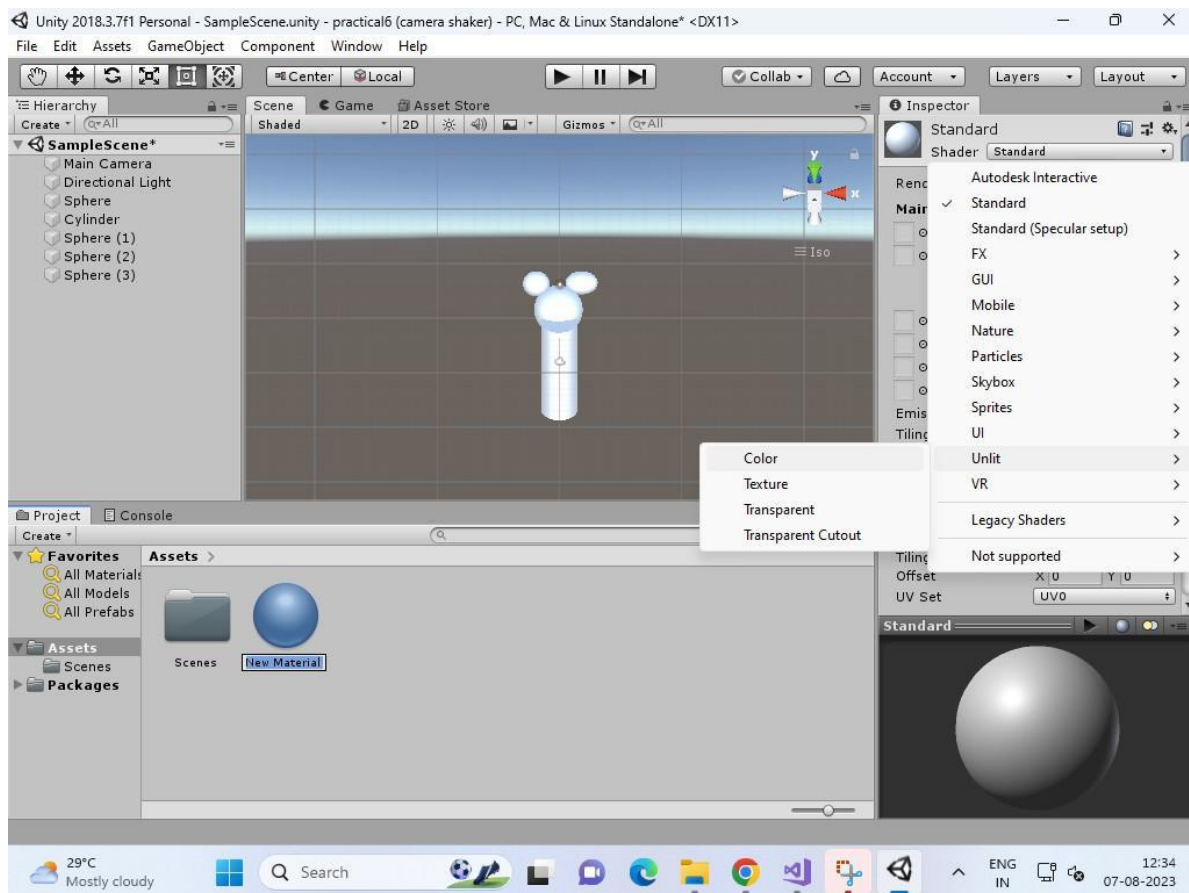 Unity 2018.3.7f1 Personal - SampleScene.unity - practical6 (camera shaker) - PC, Mac & Linux Standalone* <DX11>
File Edit Assets GameObject Component Window Help
Center Local Collab Account Layers Layout
Hierarchy
Create All
SampleScene*
Main Camera
Directional Light
Sphere
Cylinder
Sphere (1)
Sphere (2)
Sphere (3)
Scene Game Asset Store
Shaded 2D Gizmos All
y
x
Iso
Inspector
Standard
Shader Standard
Rend
Main
Emis
Tiling
Autodesk Interactive
Standard
Standard (Specular setup)
FX
GUI
Mobile
Nature
Particles
Skybox
Sprites
UI
Unlit
VR
Legacy Shaders
Not supported
Color
Texture
Transparent
Transparent Cutout
Tiling
Offset X 0 Y 0
UV Set UV0
Standard
Project Console
Create
Favorites
All Materials
All Models
All Prefabs
Assets
Scenes
Packages
Assets >
Scenes
New Material
29°C
Mostly cloudy
Search
ENG
IN
12:34
07-08-2023